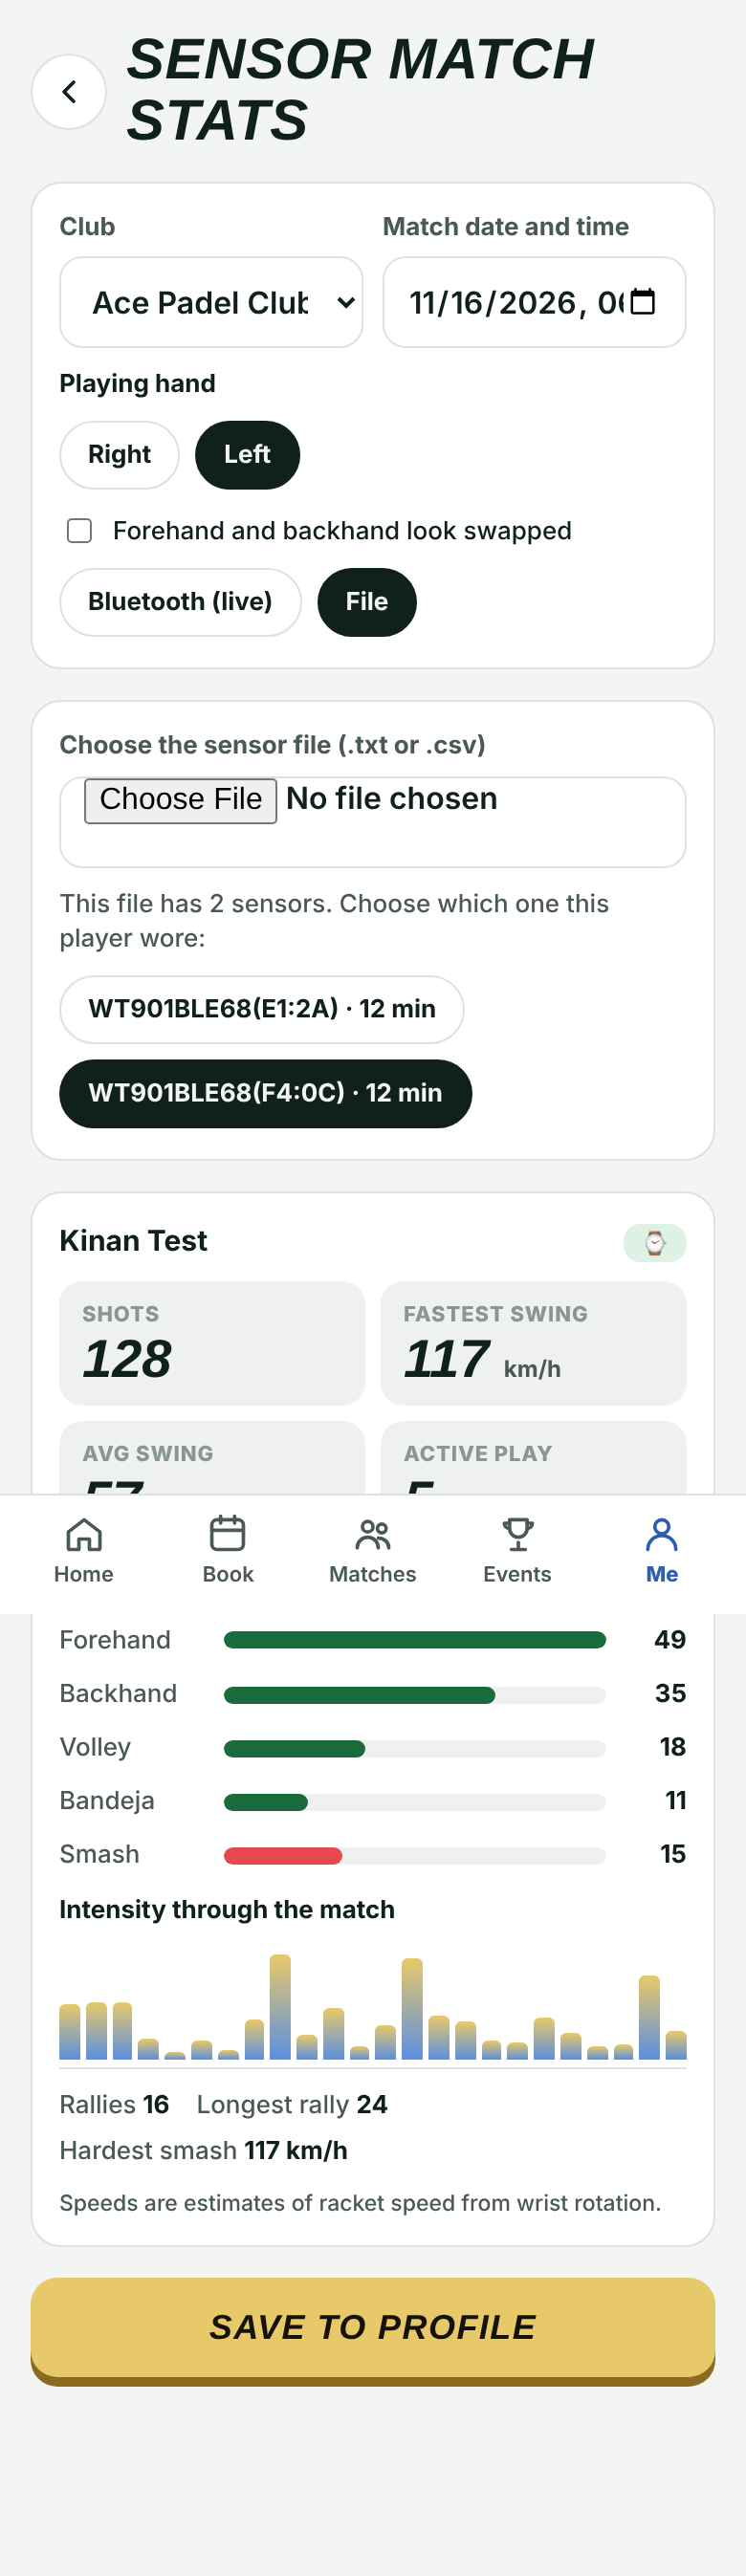 SENSOR MATCH
STATS
Club
Match date and time
Ace Padel Club
11/16/2026, 06
Playing hand
Right
Left
Forehand and backhand look swapped
Bluetooth (live)
File
Choose the sensor file (.txt or .csv)
Choose File No file chosen
This file has 2 sensors. Choose which one this
player wore:
WT901BLE68(E1:2A) · 12 min
WT901BLE68(F4:0C) · 12 min
Kinan Test
SHOTS
128
FASTEST SWING
117 km/h
AVG SWING
57
ACTIVE PLAY
Home
Book
Matches
Events
Me
Forehand 49
Backhand 35
Volley 18
Bandeja 11
Smash 15
Intensity through the match
Rallies 16 Longest rally 24
Hardest smash 117 km/h
Speeds are estimates of racket speed from wrist rotation.
SAVE TO PROFILE